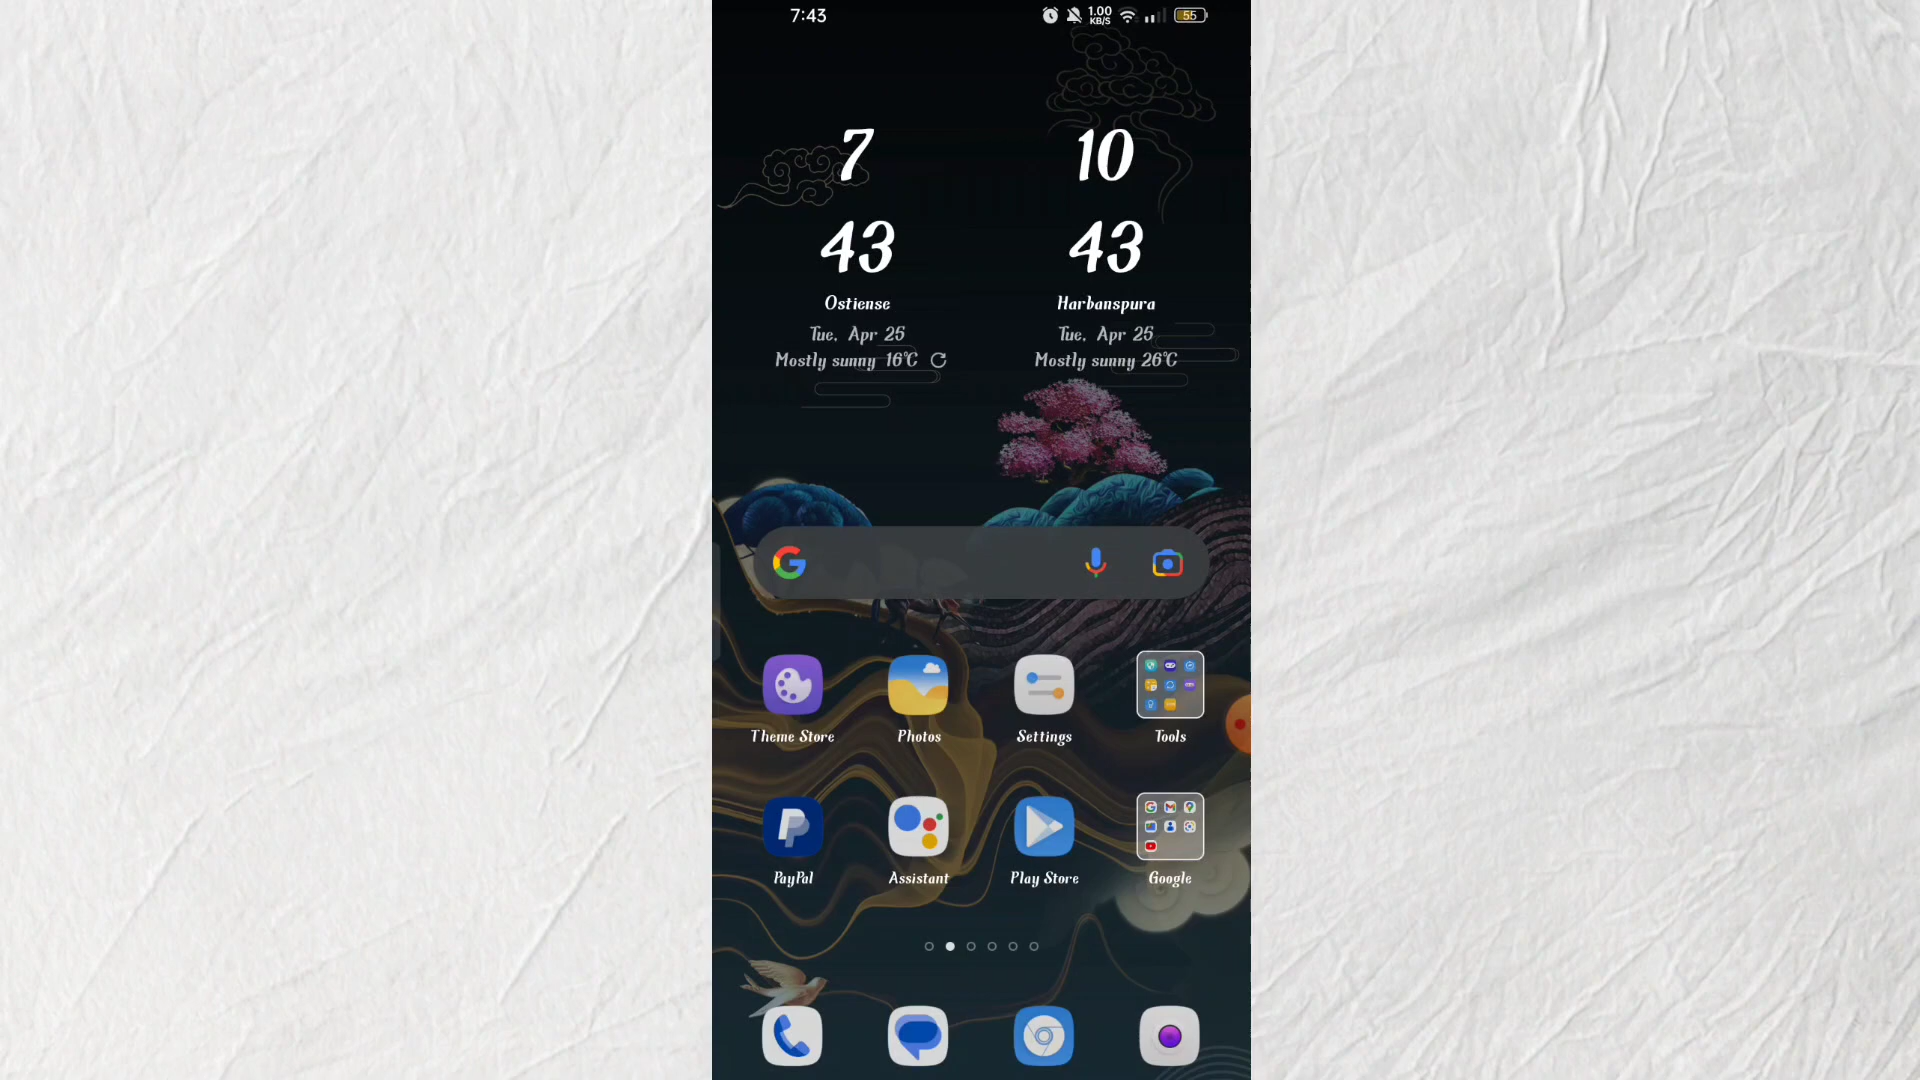 7:43
1.00
KB/S
55
7
10
43
43
Ostiense
Harbanspura
Tue, Apr 25
Tue, Apr 25
Mostly sunny 16°C
Mostly sunny 26°C
Theme Store
Photos
Settings
Tools
PayPal
Assistant
Play Store
Google